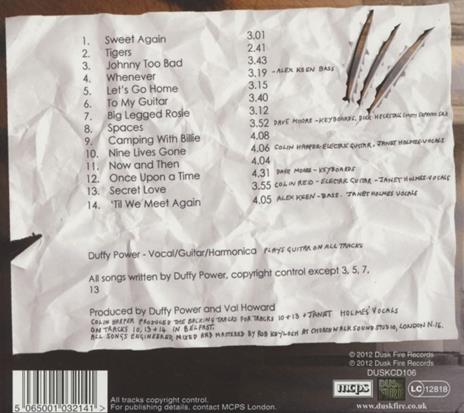 1. Sweet Again 3.01
2. Tigers 2.41
3. Johnny Too Bad 3.43
4. Whenever 3.19 - ALEX KEEN BASS
5. Let's Go Home 3.15
6. To My Guitar 3.40
7. Big Legged Rosie 3.12
8. Spaces 3.52 DAVE MOORE - KEYBOARDS, DICK HECKSTALL SMITH SOPRANO SAX
9. Camping With Billie 4.08
10. Nine Lives Gone 4.06 COLIN HARPER-ELECTRIC GUITAR, JANET HOLMES-VOCALS
11. Now and Then 4.04
12. Once Upon a Time 4.31 DAVE MOORE - KEYBOARDS
13. Secret Love 3.55 COLIN REID - ELECTRIC GUITAR - JANET HOLMES-VOCALS
14. 'Til We Meet Again 4.05 ALEX KEEN - BASS. JANET HOLMES VOCALS
Duffy Power - Vocal/Guitar/Harmonica PLAYS GUITAR ON ALL TRACKS
All songs written by Duffy Power, copyright control except 3, 5, 7,
13
Produced by Duffy Power and Val Howard
COLIN HARPER PRODUCED THE BACKING TRACKS FOR TRACKS 10 + 13 + JANET HOLMES' VOCALS
ON TRACKS 10, 13 + 14 IN BELFAST.
ALL SONGS ENGINEERED, MIXED AND MASTERED BY ROB KEYLOCH AT CHURCH WALK SOUND STUDIO, LONDON N.16.
℗ 2012 Dusk Fire Records
© 2012 Dusk Fire Records
DUSKCD106
mcps
DUSK FIRE
LC 12818
5 065001 032141 >
All tracks copyright control.
For publishing details, contact MCPS London.
www.duskfire.co.uk